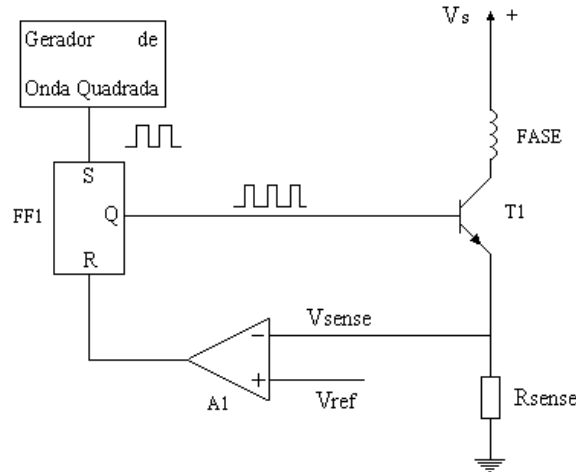 Vs +
Gerador de
Onda Quadrada
FASE
S
FF1
Q
T1
R
Vsense
−
+
A1
Vref
Rsense